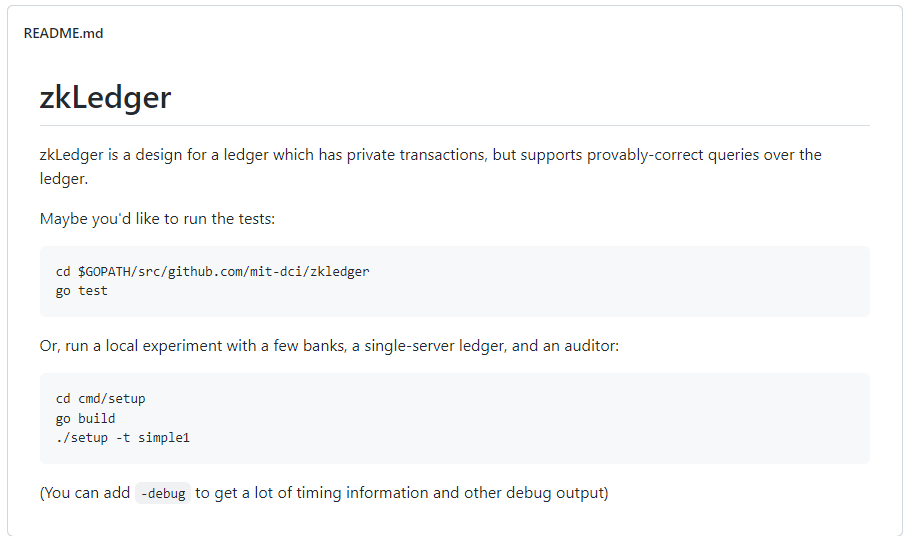 README.md
zkLedger
zkLedger is a design for a ledger which has private transactions, but supports provably-correct queries over the
ledger.
Maybe you'd like to run the tests:
cd $GOPATH/src/github.com/mit-dci/zkledger
go test
Or, run a local experiment with a few banks, a single-server ledger, and an auditor:
cd cmd/setup
go build
./setup -t simple1
(You can add -debug to get a lot of timing information and other debug output)